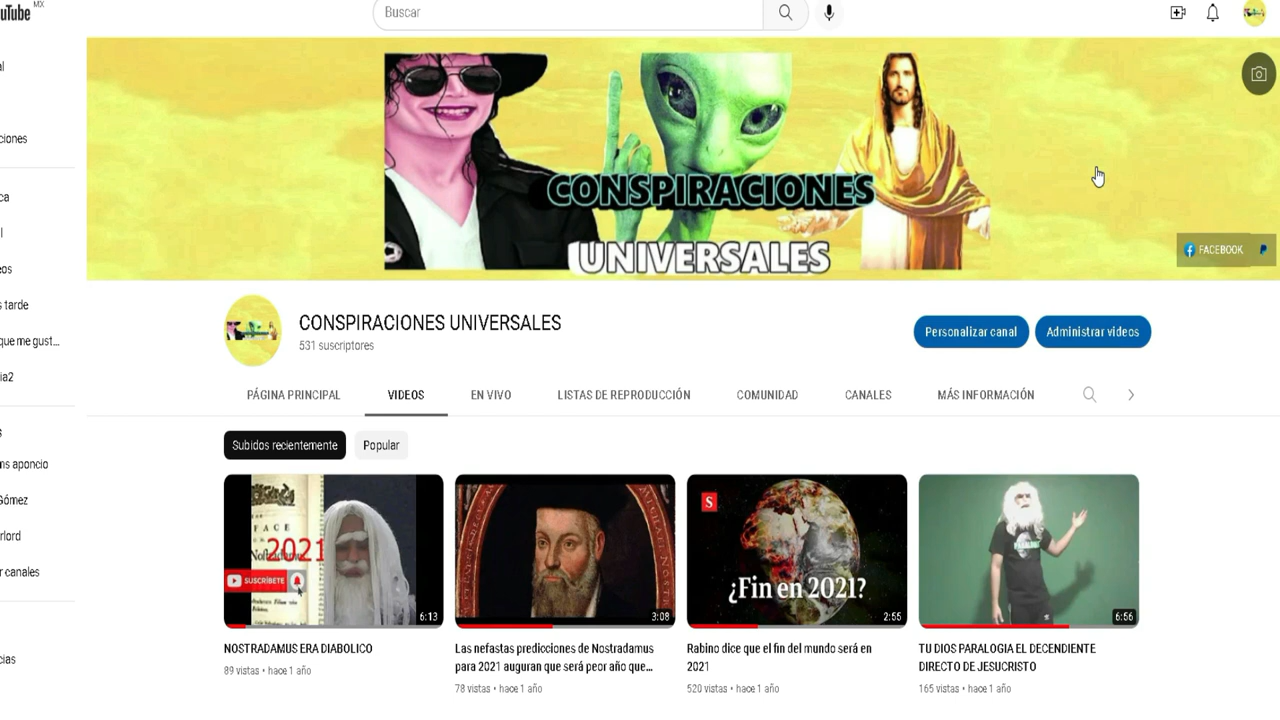 uTube MX
Buscar
al
ciones
ca
l
eos
s tarde
que me gust...
ia2
s
ms aponcio
Gómez
rlord
r canales
cias
CONSPIRACIONES
UNIVERSALES
FACEBOOK
CONSPIRACIONES UNIVERSALES
531 suscriptores
Personalizar canal
Administrar videos
PÁGINA PRINCIPAL
VIDEOS
EN VIVO
LISTAS DE REPRODUCCIÓN
COMUNIDAD
CANALES
MÁS INFORMACIÓN
Subidos recientemente
Popular
FACE
2021
SUSCRÍBETE
6:13
3:08
S
¿Fin en 2021?
2:55
6:56
NOSTRADAMUS ERA DIABOLICO
89 vistas • hace 1 año
Las nefastas predicciones de Nostradamus
para 2021 auguran que será peor año que...
78 vistas • hace 1 año
Rabino dice que el fin del mundo será en
2021
520 vistas • hace 1 año
TU DIOS PARALOGIA EL DECENDIENTE
DIRECTO DE JESUCRISTO
165 vistas • hace 1 año